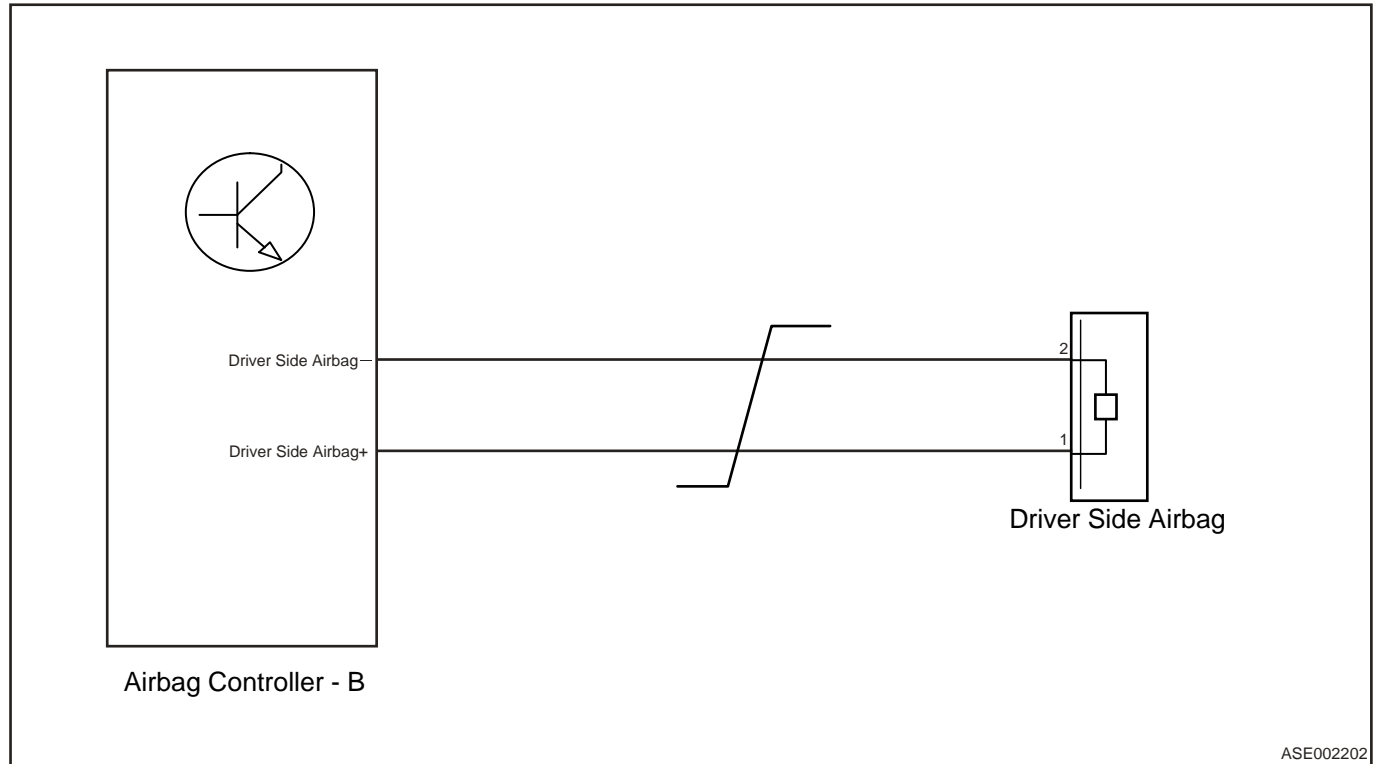 Driver Side Airbag—
2
Driver Side Airbag+
1
Driver Side Airbag
Airbag Controller - B
ASE002202